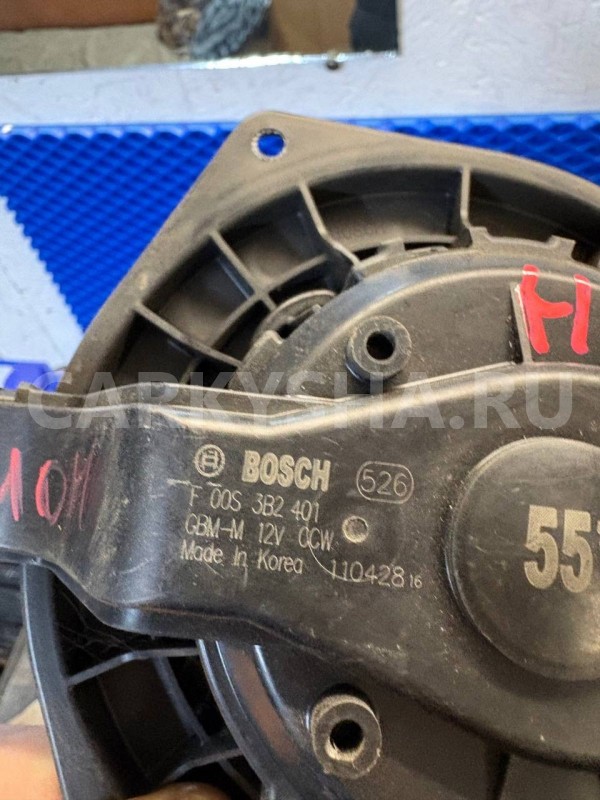 H
CARKYSHA.RU
BOSCH 526
F 00S 3B2 401
GBM-M 12V CCW
Made In Korea 110428 16
55